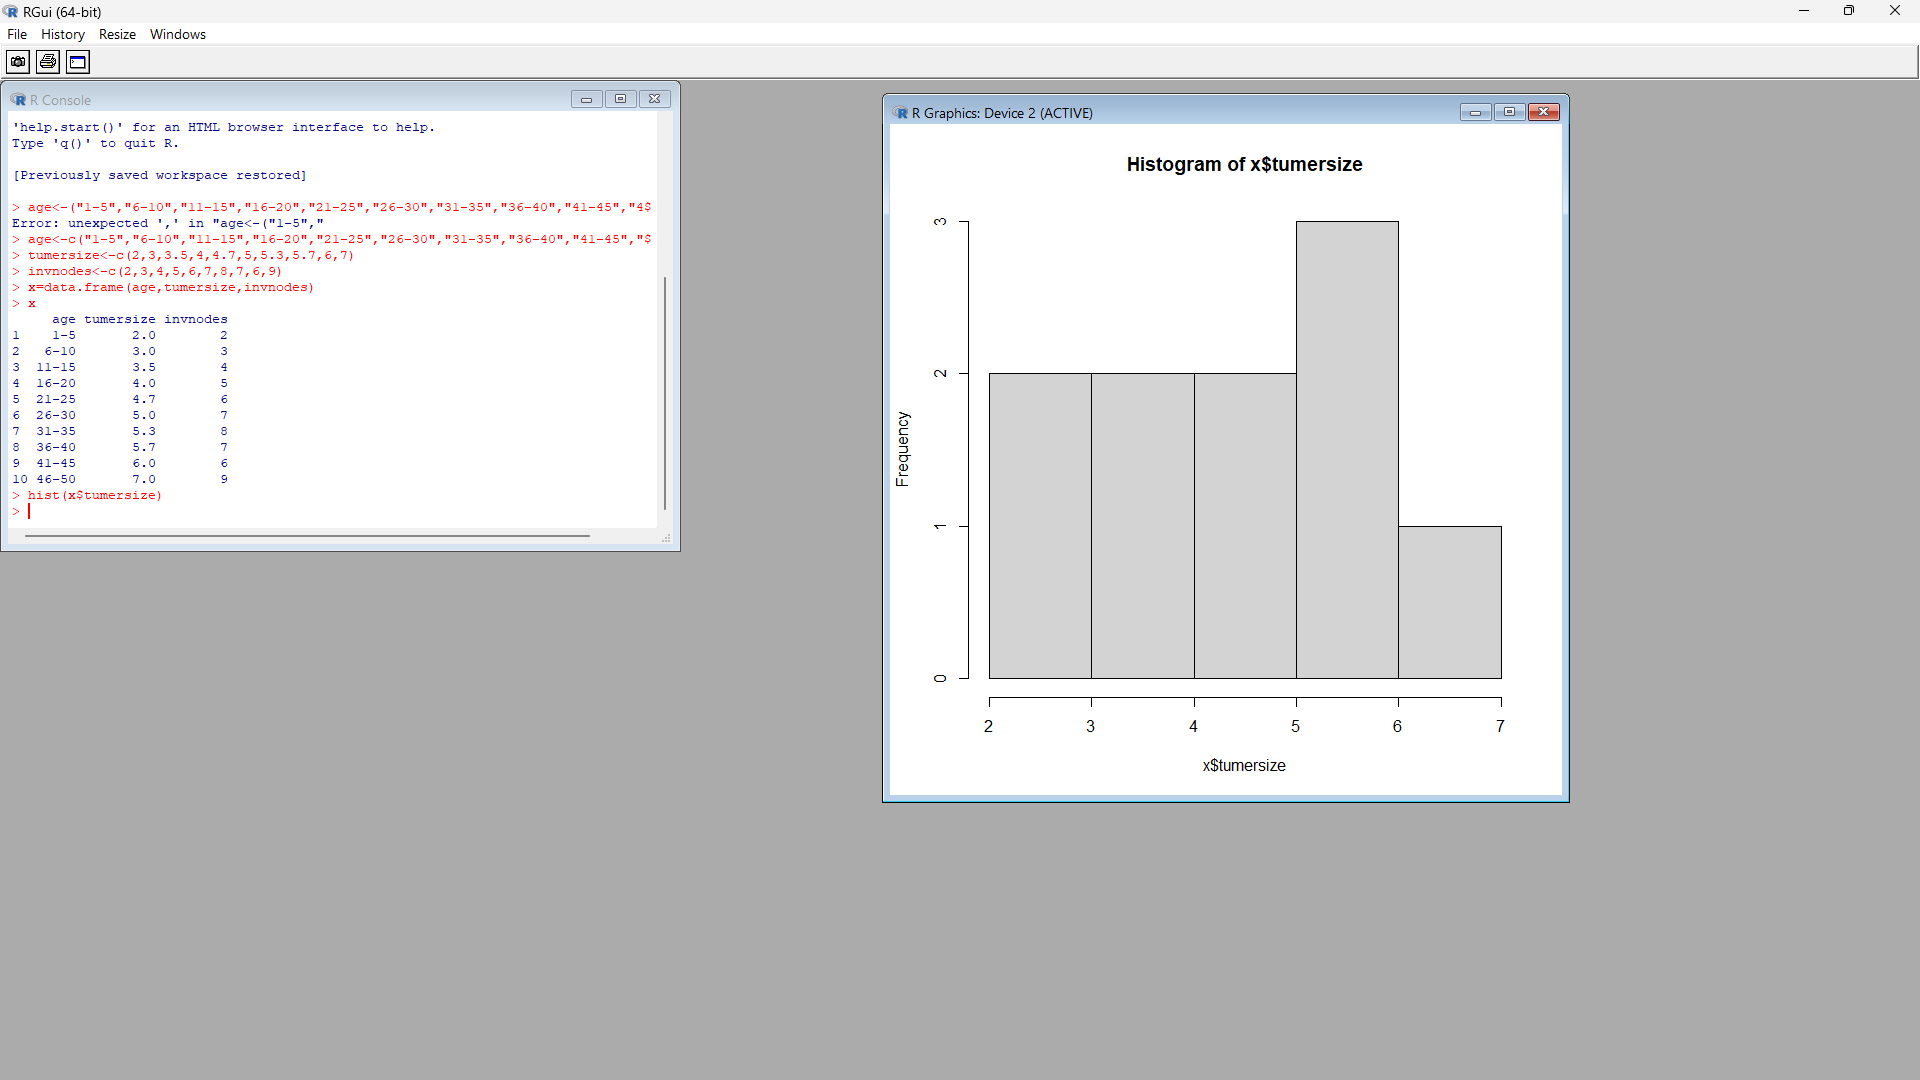 RGui (64-bit)
File History Resize Windows
R Console
'help.start()' for an HTML browser interface to help.
Type 'q()' to quit R.
[Previously saved workspace restored]
> age<-("1-5","6-10","11-15","16-20","21-25","26-30","31-35","36-40","41-45","4$
Error: unexpected ',' in "age<-("1-5","
> age<-c("1-5","6-10","11-15","16-20","21-25","26-30","31-35","36-40","41-45","$
> tumersize<-c(2,3,3.5,4,4.7,5,5.3,5.7,6,7)
> invnodes<-c(2,3,4,5,6,7,8,7,6,9)
> x=data.frame(age,tumersize,invnodes)
> x
age tumersize invnodes
1 1-5 2.0 2
2 6-10 3.0 3
3 11-15 3.5 4
4 16-20 4.0 5
5 21-25 4.7 6
6 26-30 5.0 7
7 31-35 5.3 8
8 36-40 5.7 7
9 41-45 6.0 6
10 46-50 7.0 9
> hist(x$tumersize)
>
R Graphics: Device 2 (ACTIVE)
Histogram of x$tumersize
Frequency
3
2
1
0
2 3 4 5 6 7
x$tumersize